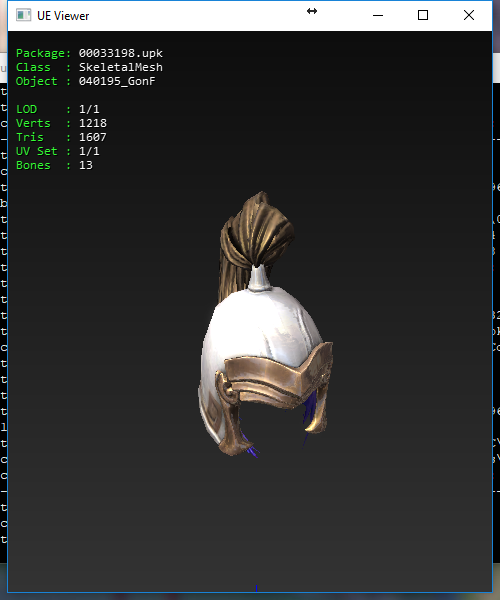 UE Viewer
Package: 00033198.upk
Class : SkeletalMesh
Object : 040195_GonF
LOD : 1/1
Verts : 1218
Tris : 1607
UV Set : 1/1
Bones : 13